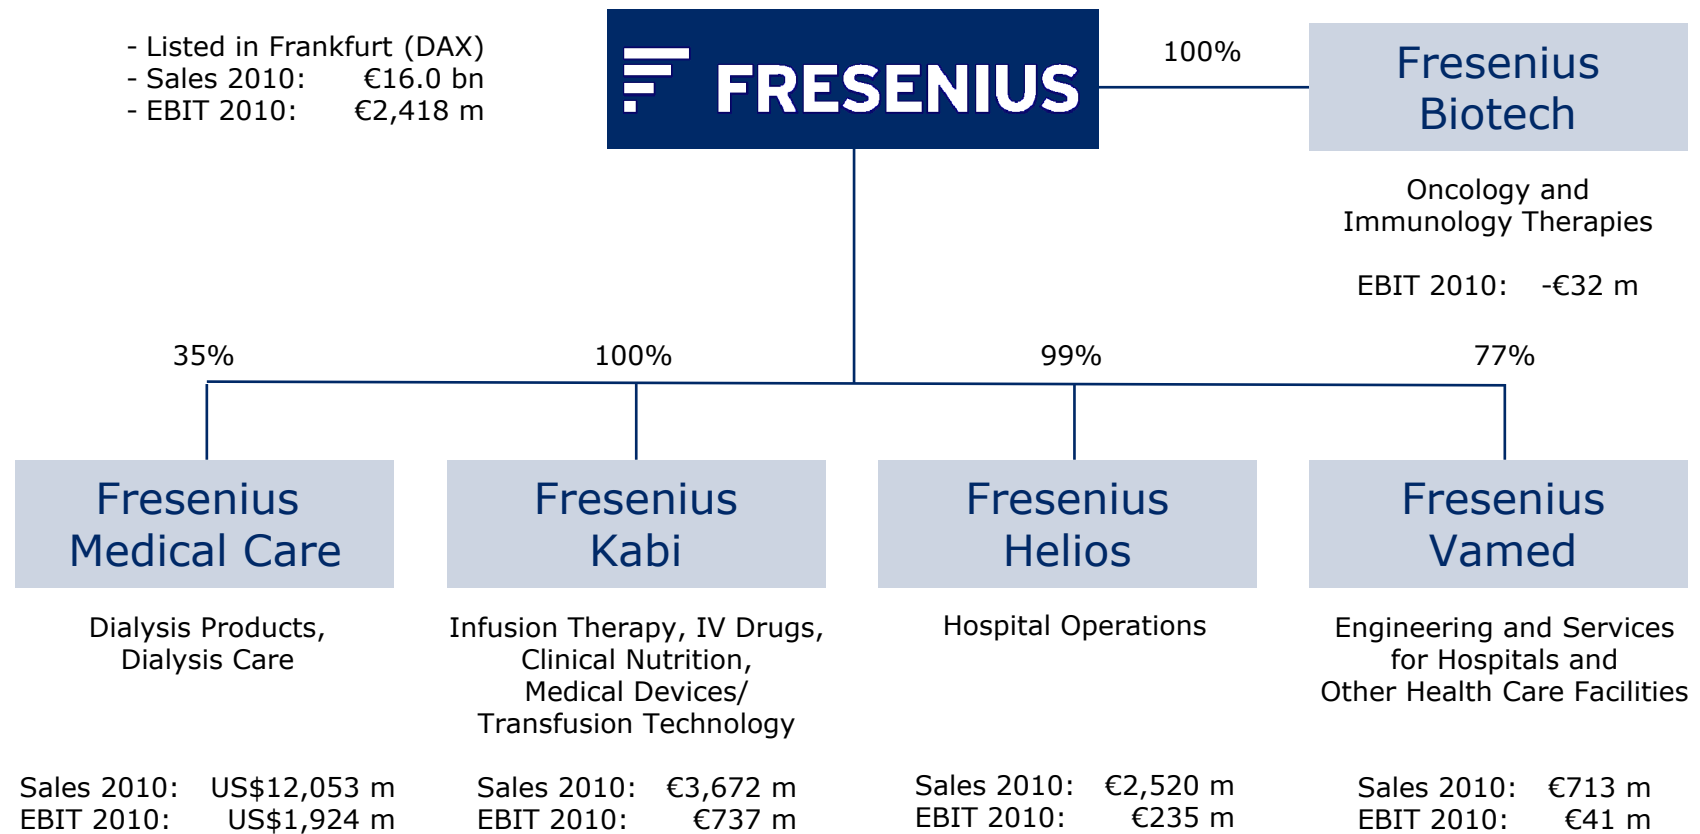 - Listed in Frankfurt (DAX)
- Sales 2010: €16.0 bn
- EBIT 2010: €2,418 m
FRESENIUS
100%
Fresenius
Biotech
Oncology and
Immunology Therapies
EBIT 2010: -€32 m
35%
100%
99%
77%
Fresenius
Medical Care
Dialysis Products,
Dialysis Care
Sales 2010: US$12,053 m
EBIT 2010: US$1,924 m
Fresenius
Kabi
Infusion Therapy, IV Drugs,
Clinical Nutrition,
Medical Devices/
Transfusion Technology
Sales 2010: €3,672 m
EBIT 2010: €737 m
Fresenius
Helios
Hospital Operations
Sales 2010: €2,520 m
EBIT 2010: €235 m
Fresenius
Vamed
Engineering and Services
for Hospitals and
Other Health Care Facilities
Sales 2010: €713 m
EBIT 2010: €41 m